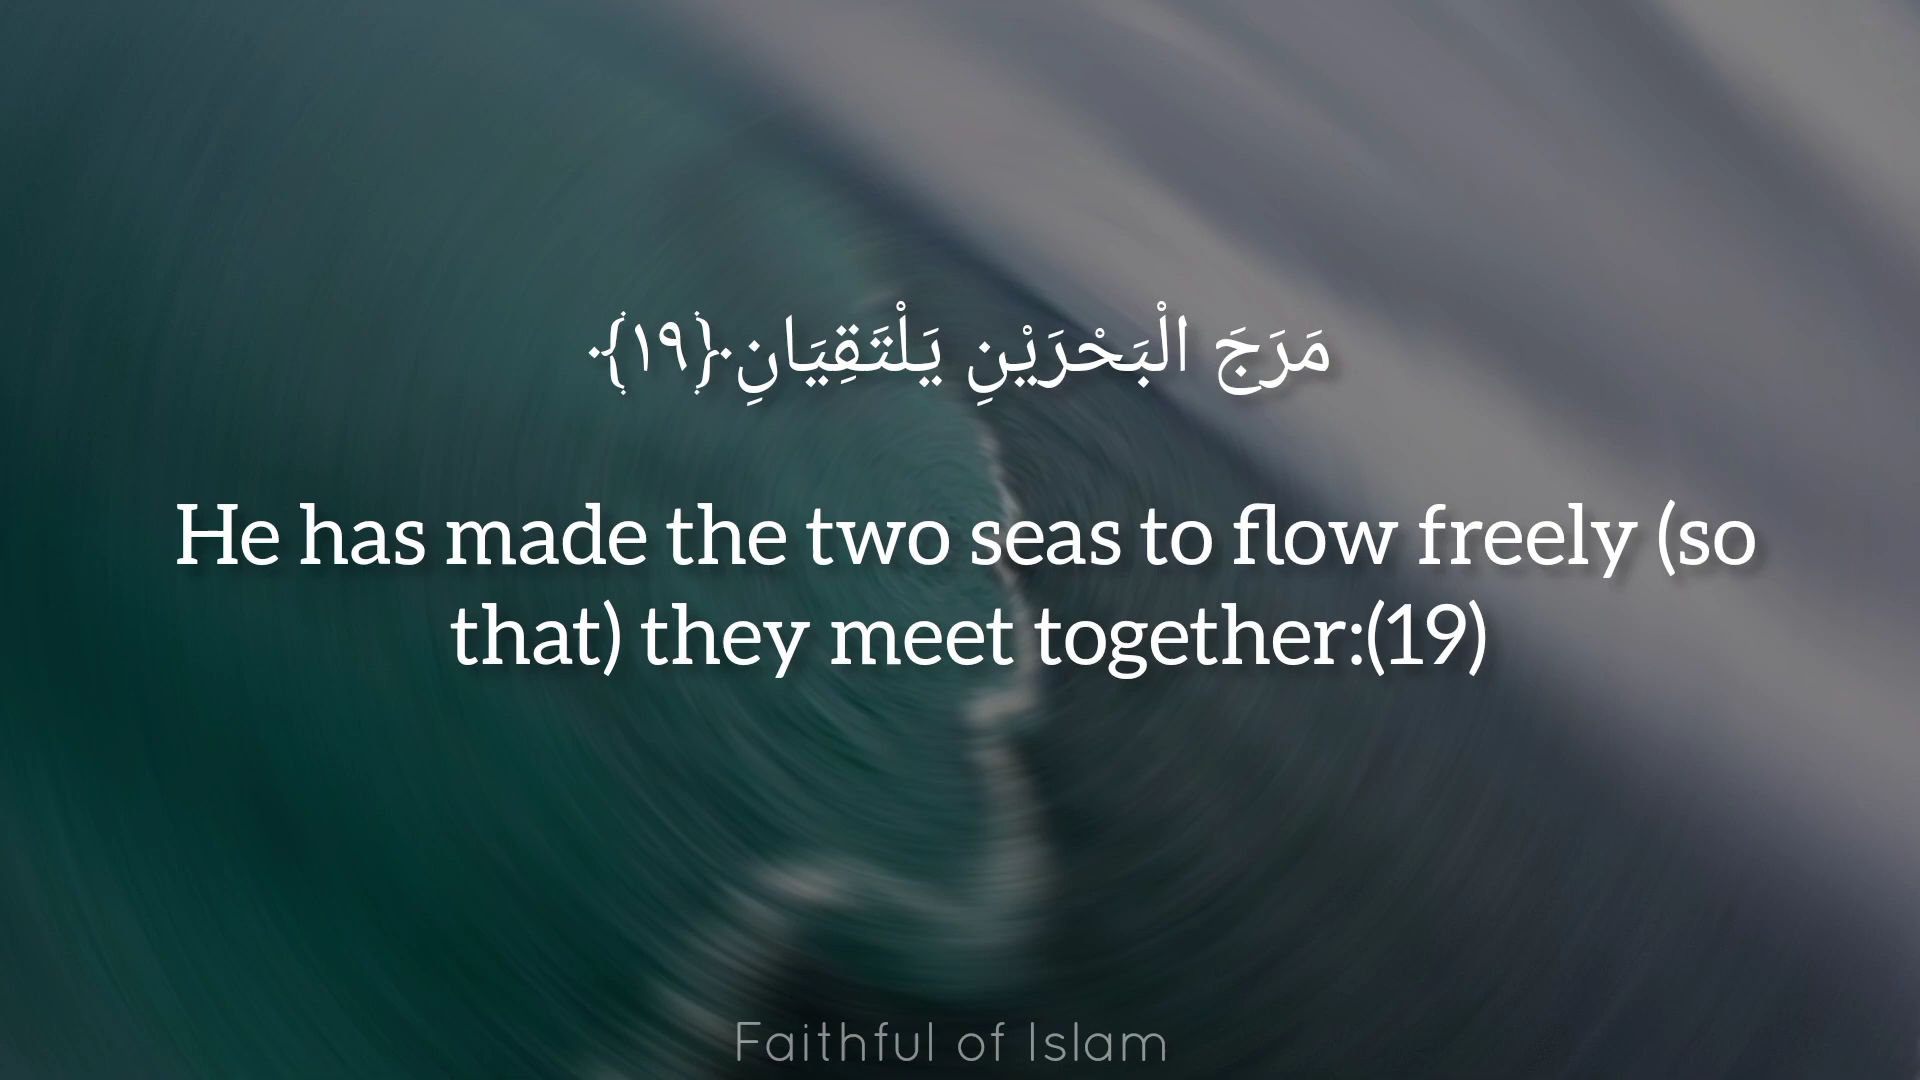 مَرَجَ الْبَحْرَيْنِ يَلْتَقِيَانِ ﴿١٩﴾
He has made the two seas to flow freely (so
that) they meet together:(19)
Faithful of Islam